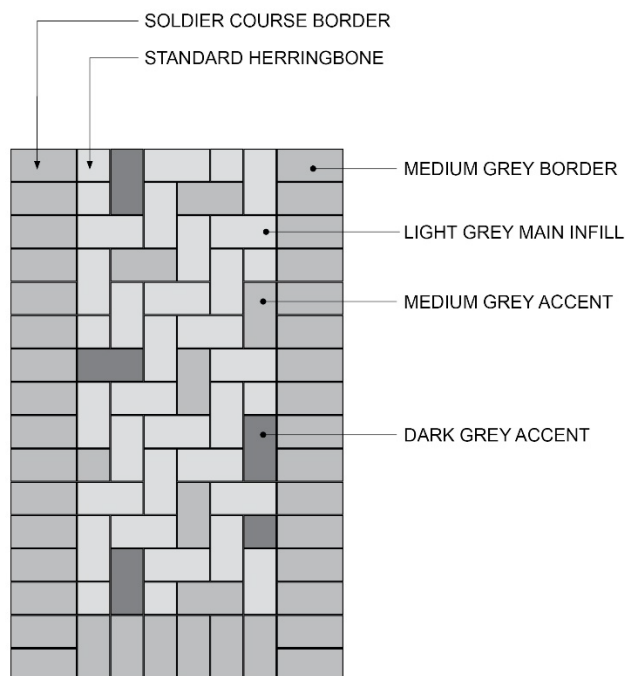 SOLDIER COURSE BORDER
STANDARD HERRINGBONE
MEDIUM GREY BORDER
LIGHT GREY MAIN INFILL
MEDIUM GREY ACCENT
DARK GREY ACCENT